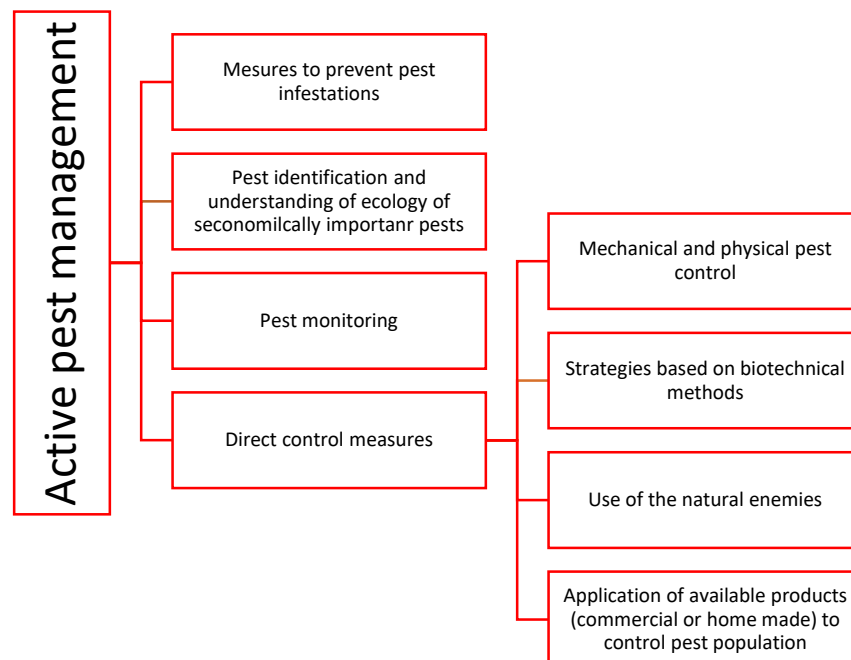 Active pest management
Mesures to prevent pest
infestations
Pest identification and
understanding of ecology of
seconomilcally importanr pests
Pest monitoring
Direct control measures
Mechanical and physical pest
control
Strategies based on biotechnical
methods
Use of the natural enemies
Application of available products
(commercial or home made) to
control pest population